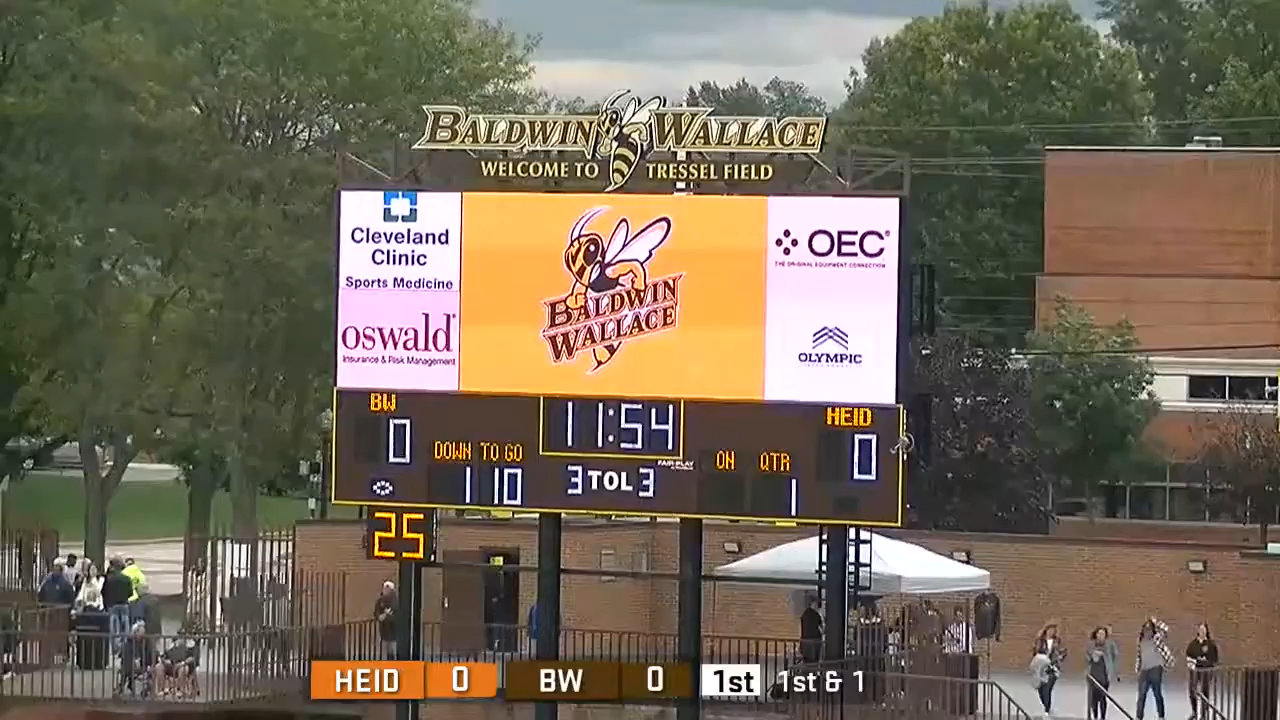 BALDWIN WALLACE
WELCOME TO TRESSEL FIELD
Cleveland
Clinic
Sports Medicine
oswald
Insurance & Risk Management
BALDWIN
WALLACE
OEC
THE ORIGINAL EQUIPMENT CONNECTION
OLYMPIC
BW
0
11:54
HEID
0
DOWN TO GO
1 10
3 TOL 3
FAIR-PLAY
ON QTR
1
25
HEID 0 BW 0 1st 1st & 1